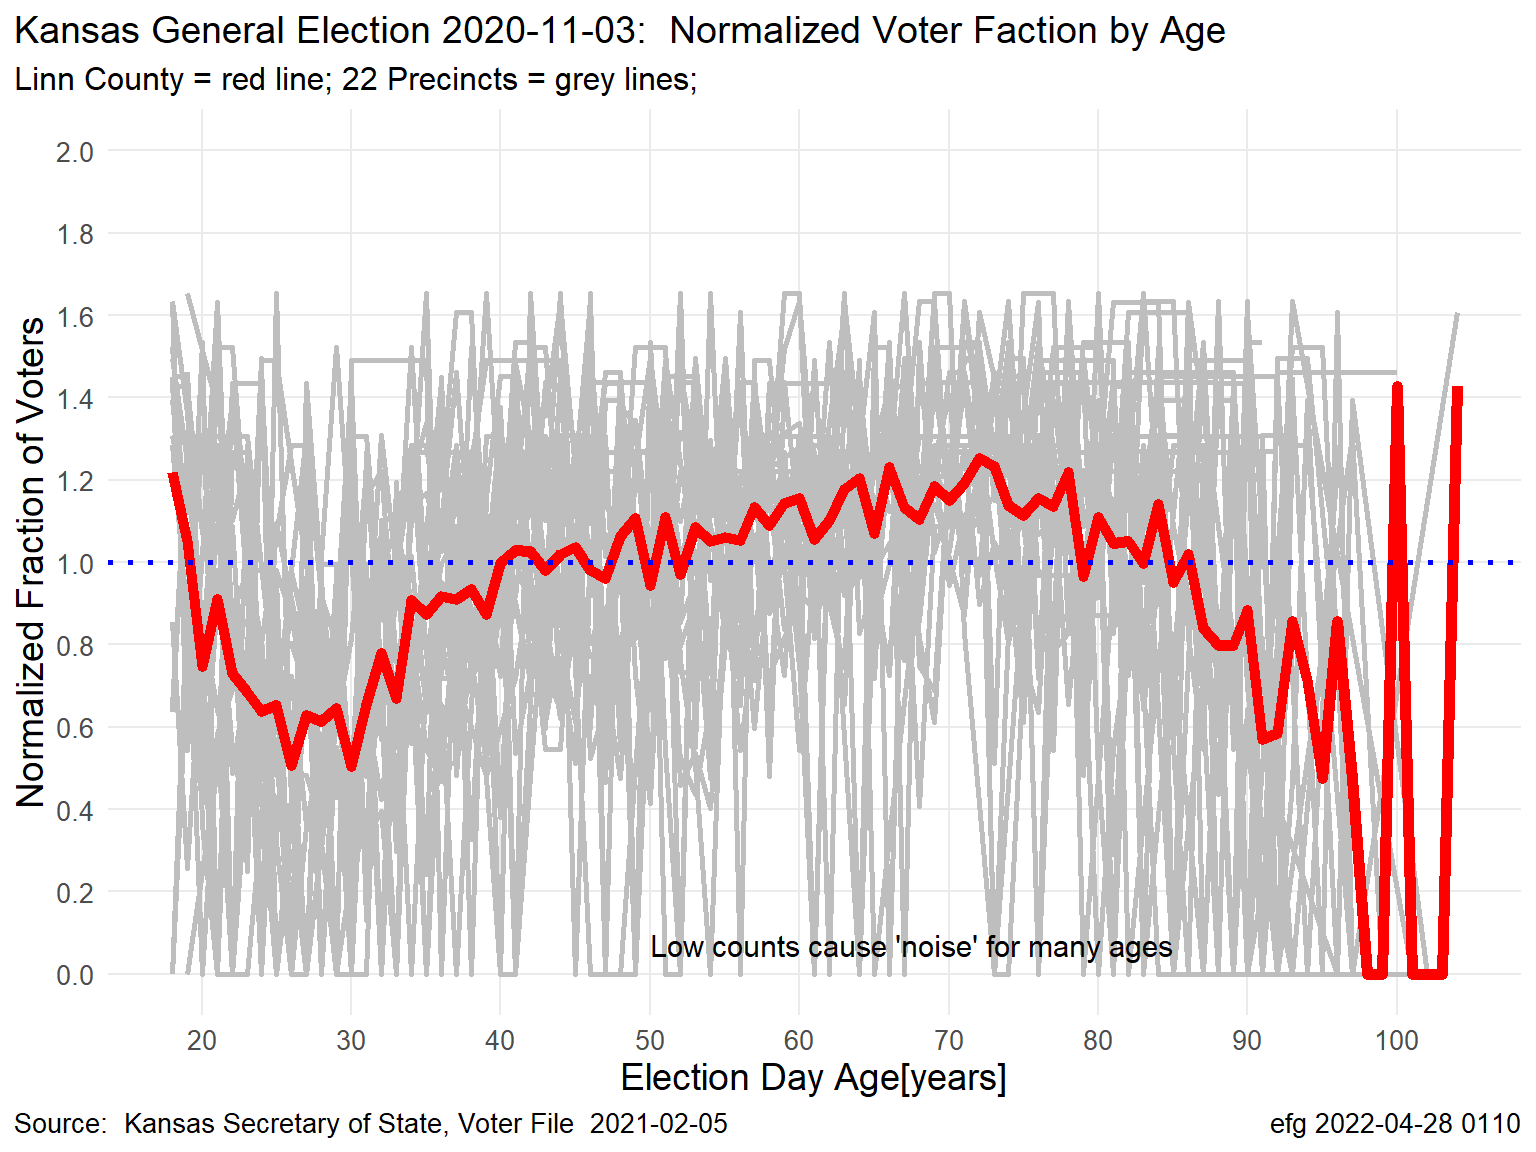 Kansas General Election 2020-11-03:  Normalized Voter Faction by Age
Linn County = red line; 22 Precincts = grey lines;
Normalized Fraction of Voters
2.0
1.8
1.6
1.4
1.2
1.0
0.8
0.6
0.4
0.2
0.0
Low counts cause 'noise' for many ages
20 30 40 50 60 70 80 90 100
Election Day Age[years]
Source:  Kansas Secretary of State, Voter File  2021-02-05
efg 2022-04-28 0110